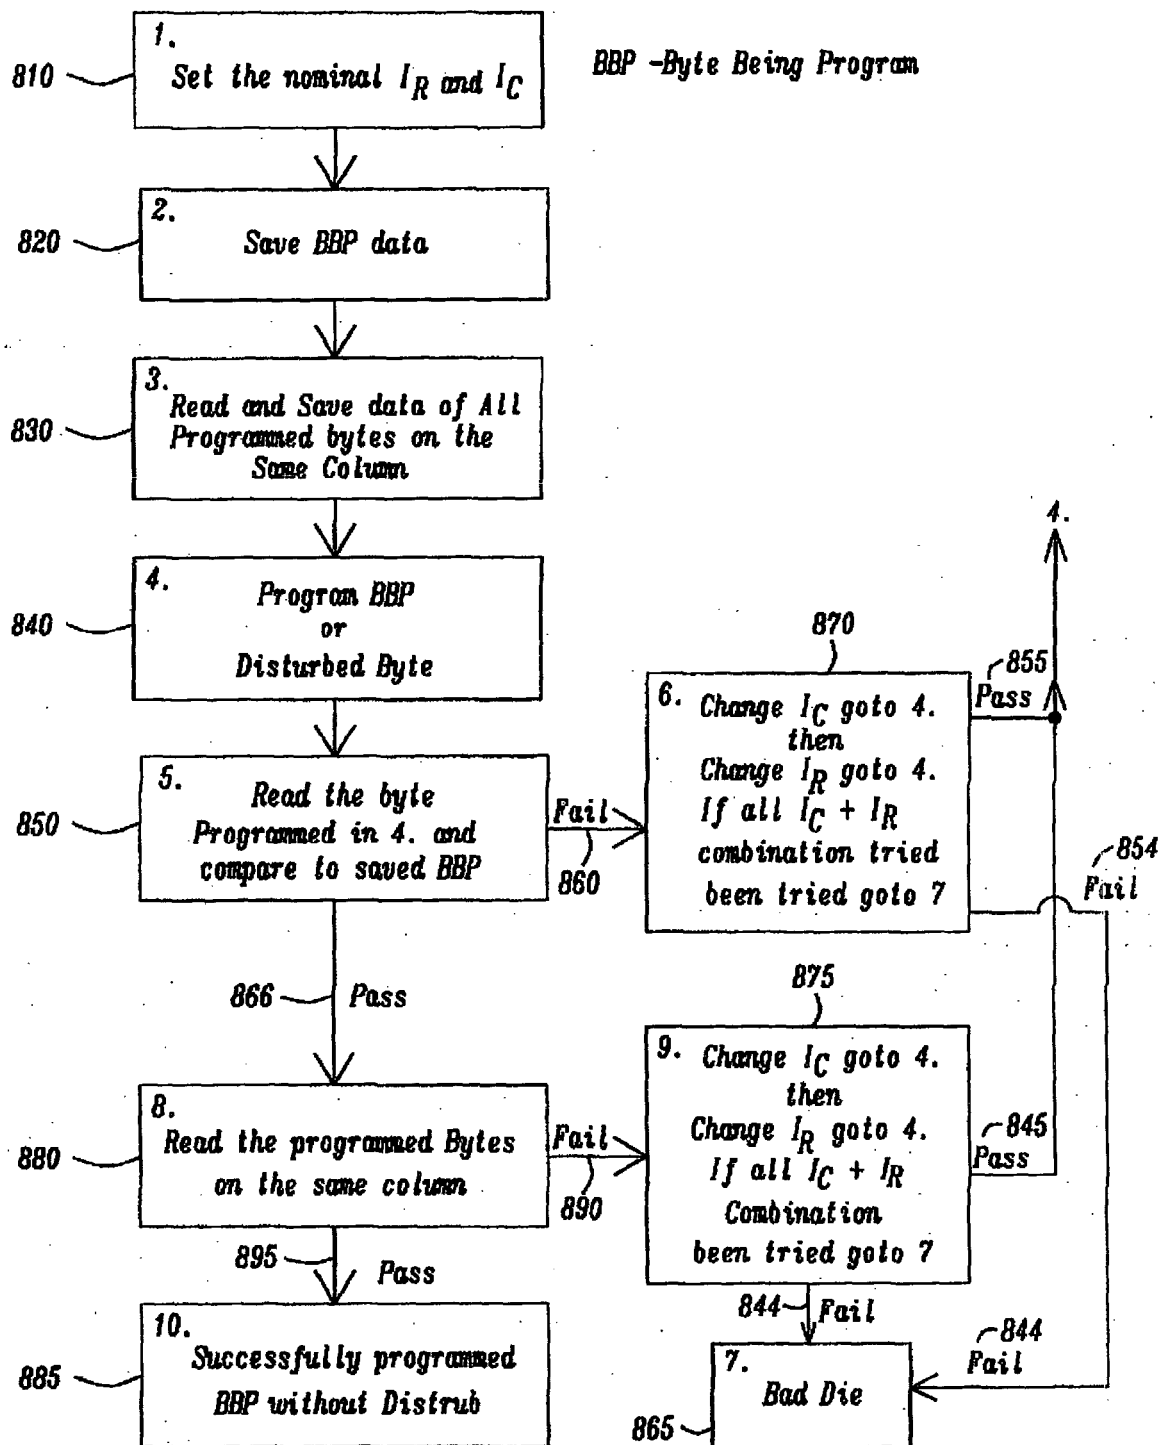 1.
810
Set the nominal I_R and I_C
BBP -Byte Being Program
2.
820
Save BBP data
3.
Read and Save data of All
830
Programmed bytes on the
Same Column
4.
4.
Program BBP
or
840
Disturbed Byte
870
855
Pass
6.
Change I_C goto 4.
then
Change I_R goto 4.
If all I_C + I_R
combination tried
been tried goto 7
854
Fail
5.
Read the byte
850
Programmed in 4. and
compare to saved BBP
Fail
860
866
Pass
875
9.
Change I_C goto 4.
then
Change I_R goto 4.
If all I_C + I_R
Combination
been tried goto 7
845
Pass
8.
Read the programmed Bytes
880
on the same column
Fail
890
895
Pass
844
Fail
844
Fail
10.
Successfully programmed
885
BBP without Distrub
7.
Bad Die
865